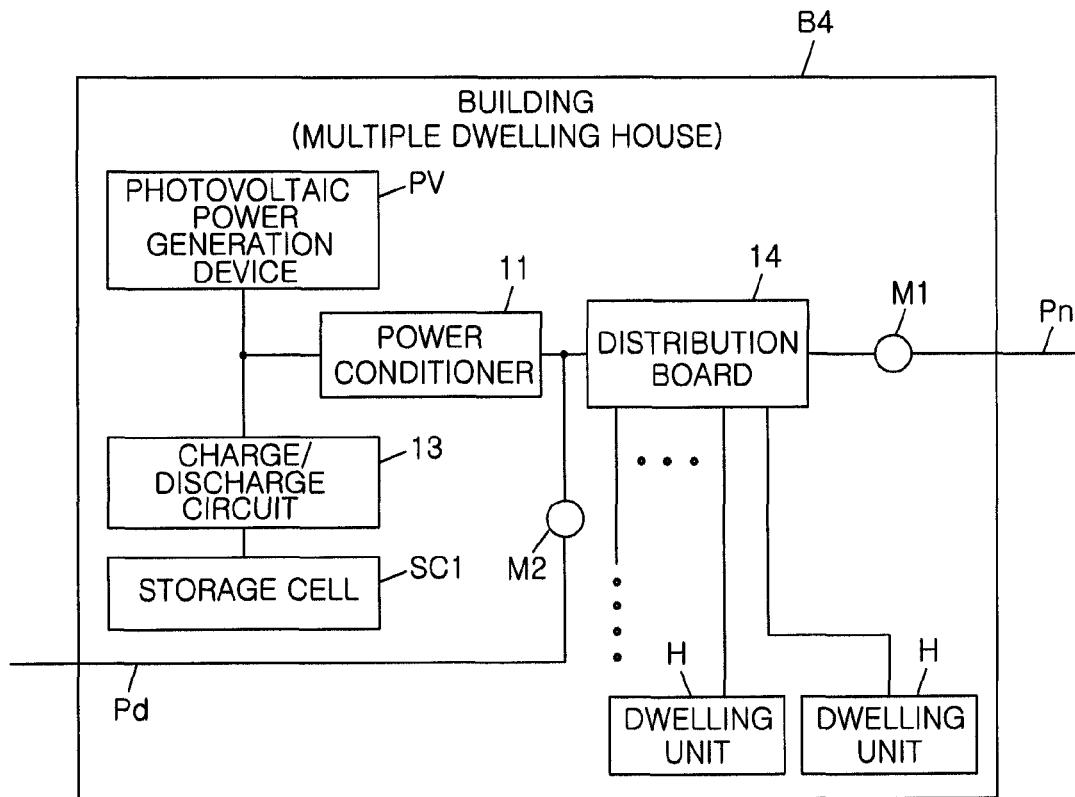 B4
BUILDING
(MULTIPLE DWELLING HOUSE)
PHOTOVOLTAIC
POWER
GENERATION
DEVICE
PV
11
POWER
CONDITIONER
14
DISTRIBUTION
BOARD
M1
Pn
CHARGE/
DISCHARGE
CIRCUIT
13
M2
STORAGE CELL
SC1
Pd
H
DWELLING
UNIT
H
DWELLING
UNIT